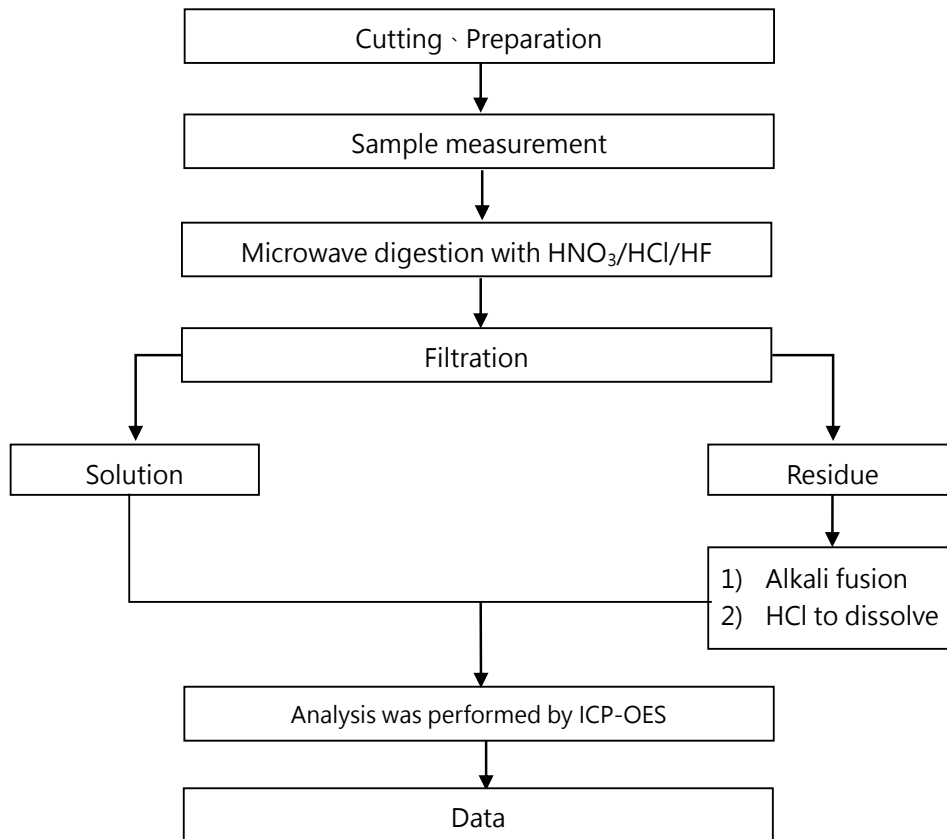 Cutting、Preparation
Sample measurement
Microwave digestion with HNO₃/HCl/HF
Filtration
Solution
Residue
1) Alkali fusion
2) HCl to dissolve
Analysis was performed by ICP-OES
Data